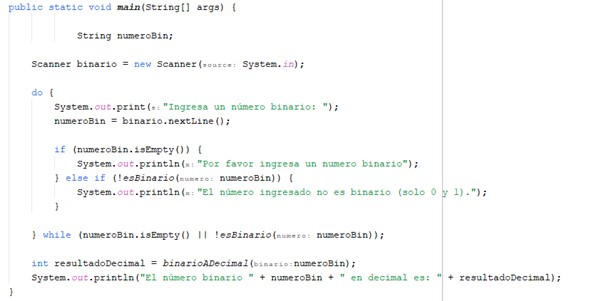 public static void main(String[] args) {
String numeroBin;
Scanner binario = new Scanner(source: System.in);
do {
System.out.print(s: "Ingresa un número binario: ");
numeroBin = binario.nextLine();
if (numeroBin.isEmpty()) {
System.out.println(x: "Por favor ingresa un numero binario");
} else if (!esBinario(numero: numeroBin)) {
System.out.println(x: "El número ingresado no es binario (solo 0 y 1).");
}
} while (numeroBin.isEmpty() || !esBinario(numero: numeroBin));
int resultadoDecimal = binarioADecimal(binario:numeroBin);
System.out.println("El número binario " + numeroBin + " en decimal es: " + resultadoDecimal);
}